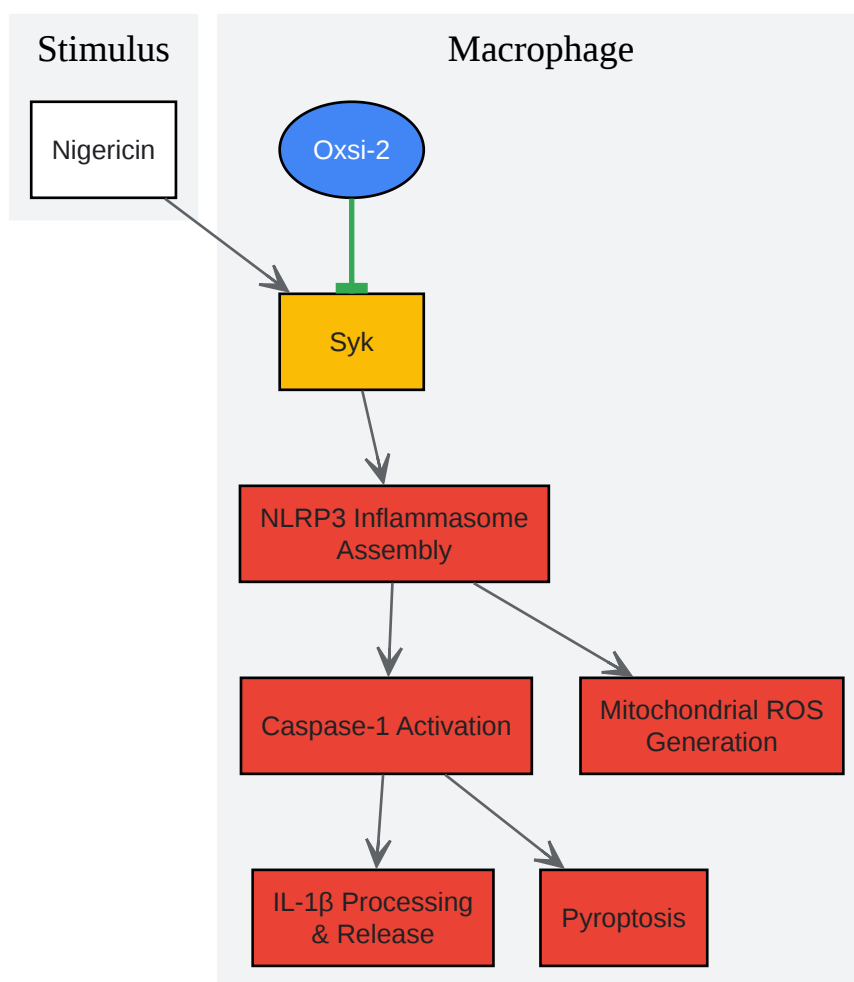 Stimulus
Macrophage
Nigericin
Oxsi-2
Syk
NLRP3 Inflammasome
Assembly
Caspase-1 Activation
Mitochondrial ROS
Generation
IL-1β Processing
& Release
Pyroptosis